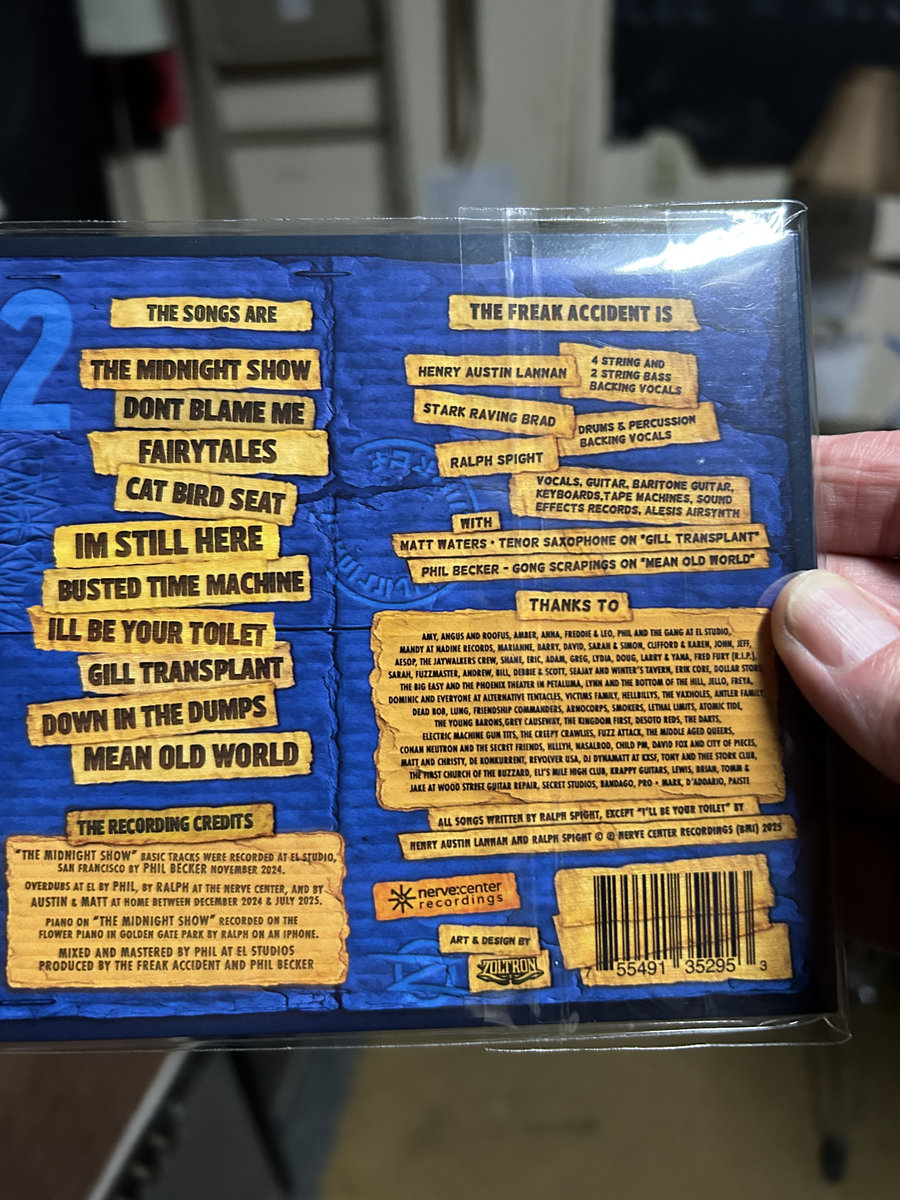 2
THE SONGS ARE
THE MIDNIGHT SHOW
DONT BLAME ME
FAIRYTALES
CAT BIRD SEAT
IM STILL HERE
BUSTED TIME MACHINE
ILL BE YOUR TOILET
GILL TRANSPLANT
DOWN IN THE DUMPS
MEAN OLD WORLD
THE RECORDING CREDITS
"THE MIDNIGHT SHOW" BASIC TRACKS WERE RECORDED AT EL STUDIO,
SAN FRANCISCO BY PHIL BECKER NOVEMBER 2024.
OVERDUBS AT EL BY PHIL, BY RALPH AT THE NERVE CENTER, AND BY
AUSTIN & MATT AT HOME BETWEEN DECEMBER 2024 & JULY 2025.
PIANO ON "THE MIDNIGHT SHOW" RECORDED ON THE
FLOWER PIANO IN GOLDEN GATE PARK BY RALPH ON AN IPHONE.
MIXED AND MASTERED BY PHIL AT EL STUDIOS
PRODUCED BY THE FREAK ACCIDENT AND PHIL BECKER
THE FREAK ACCIDENT IS
HENRY AUSTIN LANNAN
4 STRING AND
2 STRING BASS
BACKING VOCALS
STARK RAVING BRAD
DRUMS & PERCUSSION
BACKING VOCALS
RALPH SPIGHT
VOCALS, GUITAR, BARITONE GUITAR,
KEYBOARDS,TAPE MACHINES, SOUND
EFFECTS RECORDS, ALESIS AIRSYNTH
WITH
MATT WATERS • TENOR SAXOPHONE ON "GILL TRANSPLANT"
PHIL BECKER - GONG SCRAPINGS ON "MEAN OLD WORLD"
THANKS TO
AMY, ANGUS AND ROOFUS, AMBER, ANNA, FREDDIE & LEO, PHIL AND THE GANG AT EL STUDIO,
MANDY AT NADINE RECORDS, MARIANNE, BARRY, DAVID, SARAH & SIMON, CLIFFORD & KAREN, JOHN, JEFF,
AESOP, THE JAYWALKERS CREW, SHANE, ERIC, ADAM, GREG, LYDIA, DOUG, LARRY & YANA, FRED FURY (R.I.P.),
SARAH, FUZZMASTER, ANDREW, BILL, DEBBIE & SCOTT, SEAJAY AND WINTER'S TAVERN, ERIK CORE, DOLLAR STORE,
THE BIG EASY AND THE PHOENIX THEATER IN PETALUMA, LYNN AND THE BOTTOM OF THE HILL, JELLO, FREYA,
DOMINIC AND EVERYONE AT ALTERNATIVE TENTACLES, VICTIMS FAMILY, HELLBILLYS, THE VAXHOLES, ANTLER FAMILY,
DEAD BOB, LUNG, FRIENDSHIP COMMANDERS, ARNOCORPS, SMOKERS, LETHAL LIMITS, ATOMIC TIDE,
THE YOUNG BARONS,GREY CAUSEWAY, THE KINGDOM FIRST, DESOTO REDS, THE DARTS,
ELECTRIC MACHINE GUN TITS, THE CREEPY CRAWLIES, FUZZ ATTACK, THE MIDDLE AGED QUEERS,
CONAN NEUTRON AND THE SECRET FRIENDS, HILLYH, NASALROD, CHILD PM, DAVID FOX AND CITY OF PIECES,
MATT AND CHRISTY, DE KONKURRENT, REVOLVER USA, DJ DYNAMATT AT KXSF, TONY AND THEE STORK CLUB,
THE FIRST CHURCH OF THE BUZZARD, ELI'S MILE HIGH CLUB, KRAPPY GUITARS, LEWIS, BRIAN, TOMM &
JAKE AT WOOD STREET GUITAR REPAIR, SECRET STUDIOS, BANDAGO, PRO • MARK, D'ADDARIO, PAISTE
ALL SONGS WRITTEN BY RALPH SPIGHT, EXCEPT "I'LL BE YOUR TOILET" BY
HENRY AUSTIN LANNAN AND RALPH SPIGHT © ℗ NERVE CENTER RECORDINGS (BMI) 2025
nerve:center
recordings
ART & DESIGN BY
ZOLTRON
7 55491 35295 3